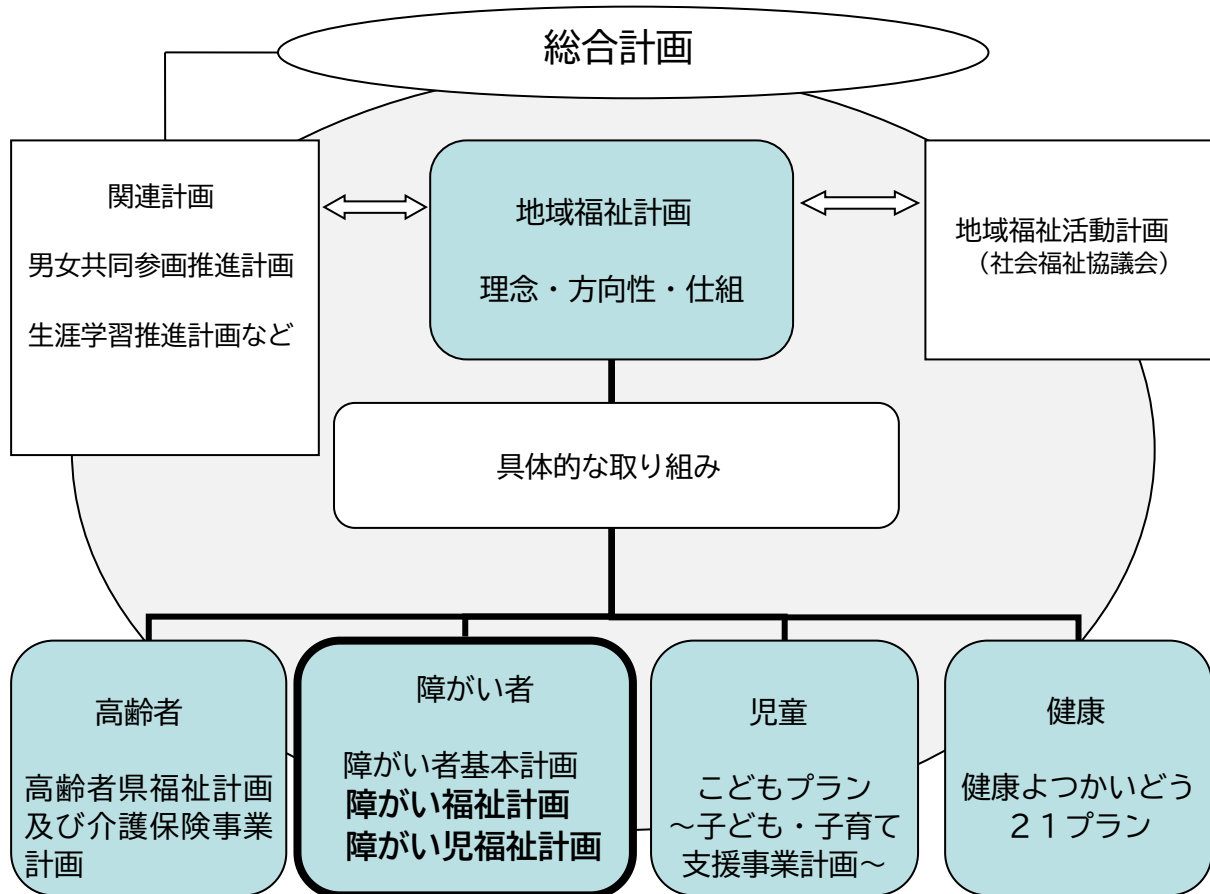 総合計画
関連計画
男女共同参画推進計画
生涯学習推進計画など
地域福祉計画
理念・方向性・仕組
地域福祉活動計画
（社会福祉協議会）
具体的な取り組み
高齢者
高齢者県福祉計画
及び介護保険事業
計画
障がい者
障がい者基本計画
障がい福祉計画
障がい児福祉計画
児童
こどもプラン
～子ども・子育て
支援事業計画～
健康
健康よつかいどう
２１プラン